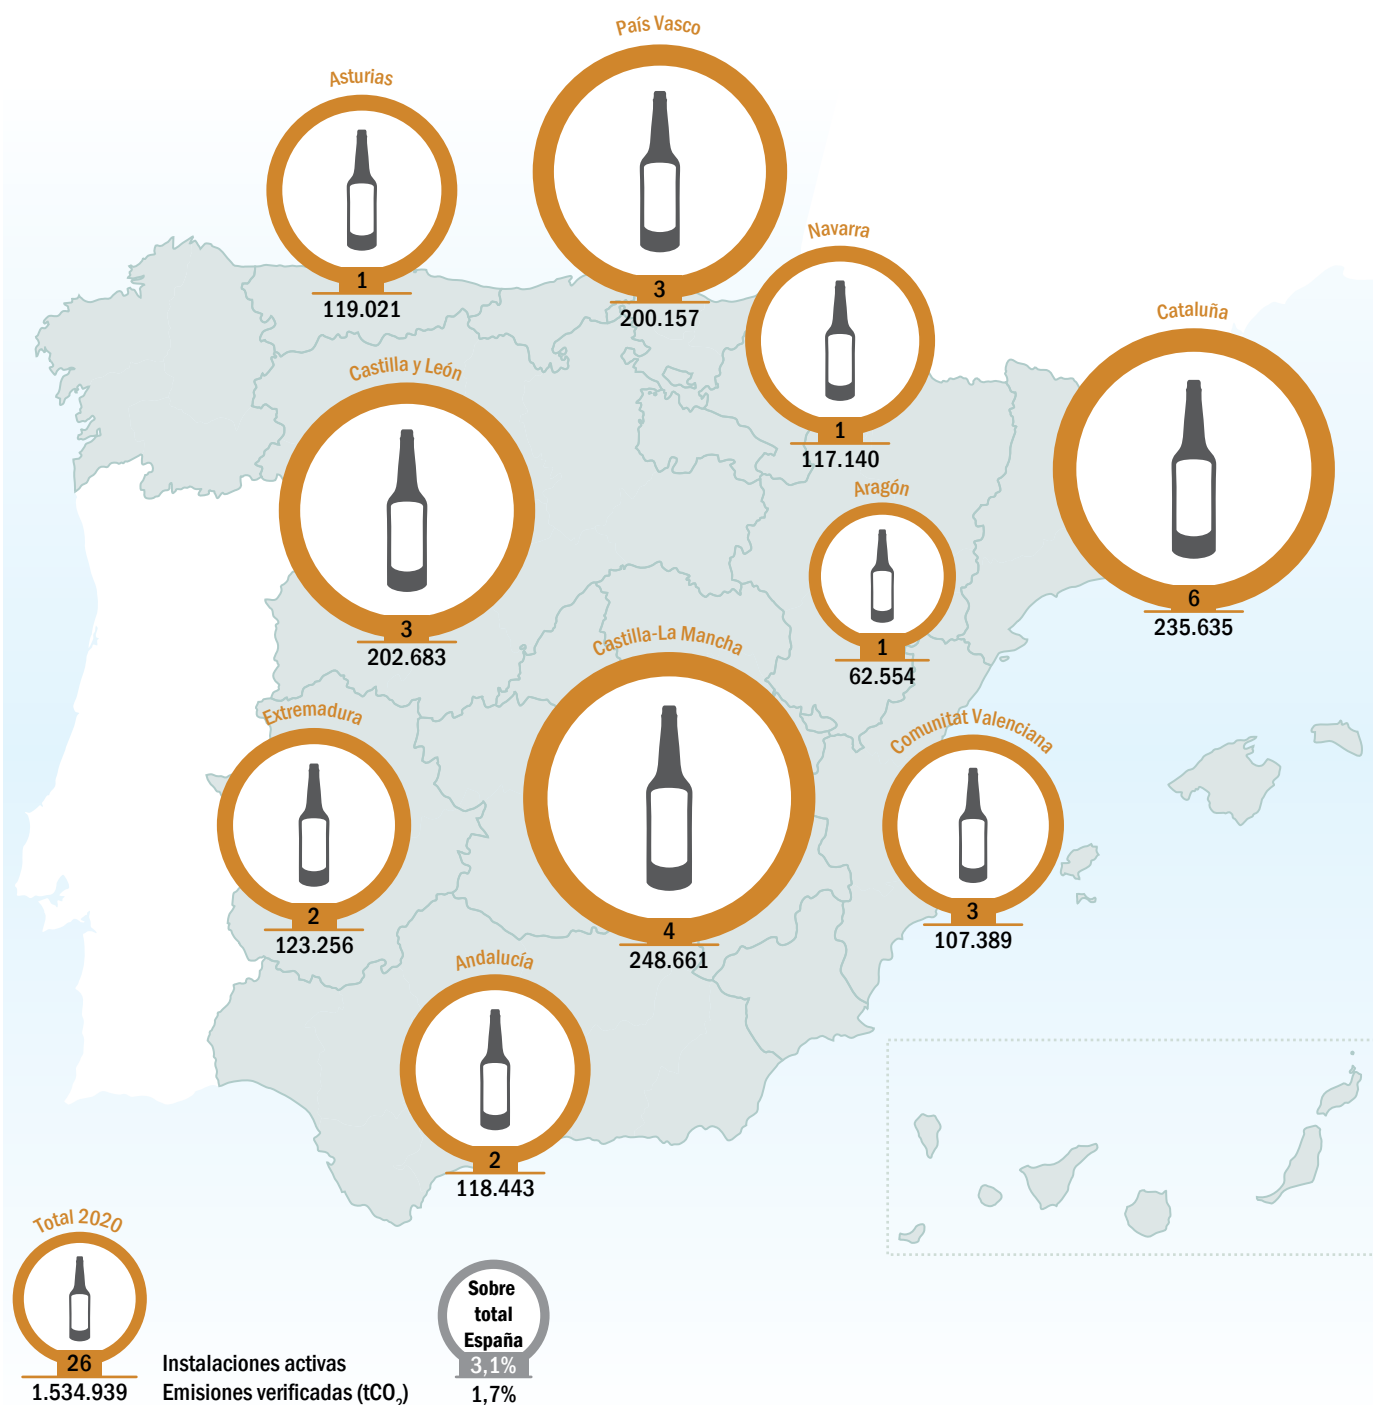 País Vasco
3
200.157
Asturias
1
119.021
Navarra
1
117.140
Cataluña
6
235.635
Castilla y León
3
202.683
Aragón
1
62.554
Castilla-La Mancha
4
248.661
Extremadura
2
123.256
Comunitat Valenciana
3
107.389
Andalucía
2
118.443
Total 2020
26
Instalaciones activas
1.534.939
Emisiones verificadas (tCO₂)
Sobre
total
España
3,1%
1,7%